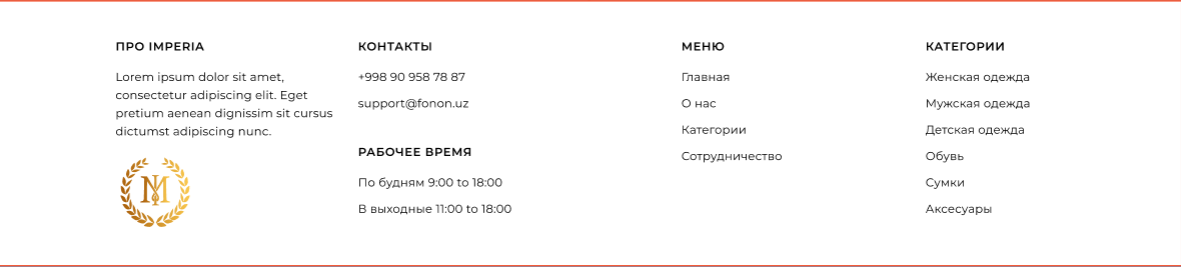 ПРО IMPERIA
Lorem ipsum dolor sit amet,
consectetur adipiscing elit. Eget
pretium aenean dignissim sit cursus
dictumst adipiscing nunc.
КОНТАКТЫ
+998 90 958 78 87
support@fonon.uz
РАБОЧЕЕ ВРЕМЯ
По будням 9:00 to 18:00
В выходные 11:00 to 18:00
МЕНЮ
Главная
О нас
Категории
Сотрудничество
КАТЕГОРИИ
Женская одежда
Мужская одежда
Детская одежда
Обувь
Сумки
Аксесуары